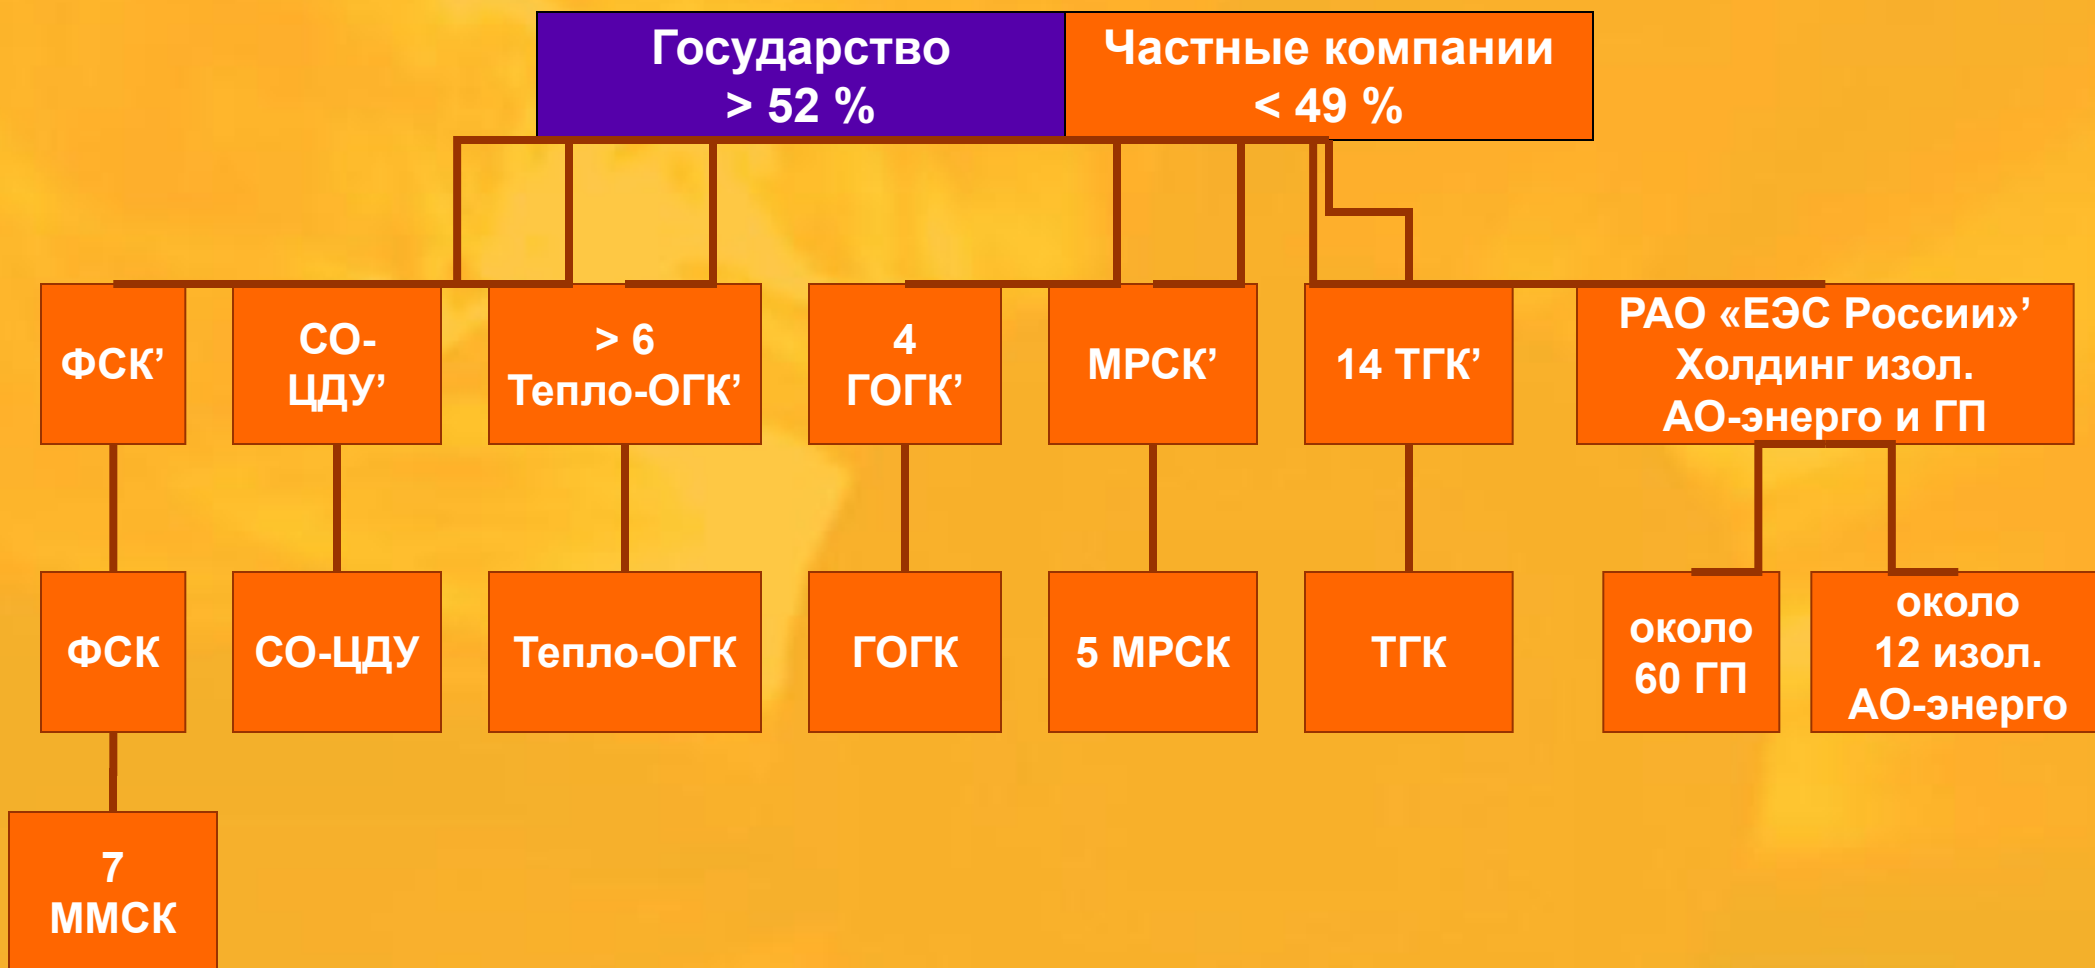 Государство
> 52 %
Частные компании
< 49 %
ФСК’
СО-
ЦДУ’
> 6
Тепло-ОГК’
4
ГОГК’
МРСК’
14 ТГК’
РАО «ЕЭС России»’
Холдинг изол.
АО-энерго и ГП
ФСК
СО-ЦДУ
Тепло-ОГК
ГОГК
5 МРСК
ТГК
около
60 ГП
около
12 изол.
АО-энерго
7
ММСК